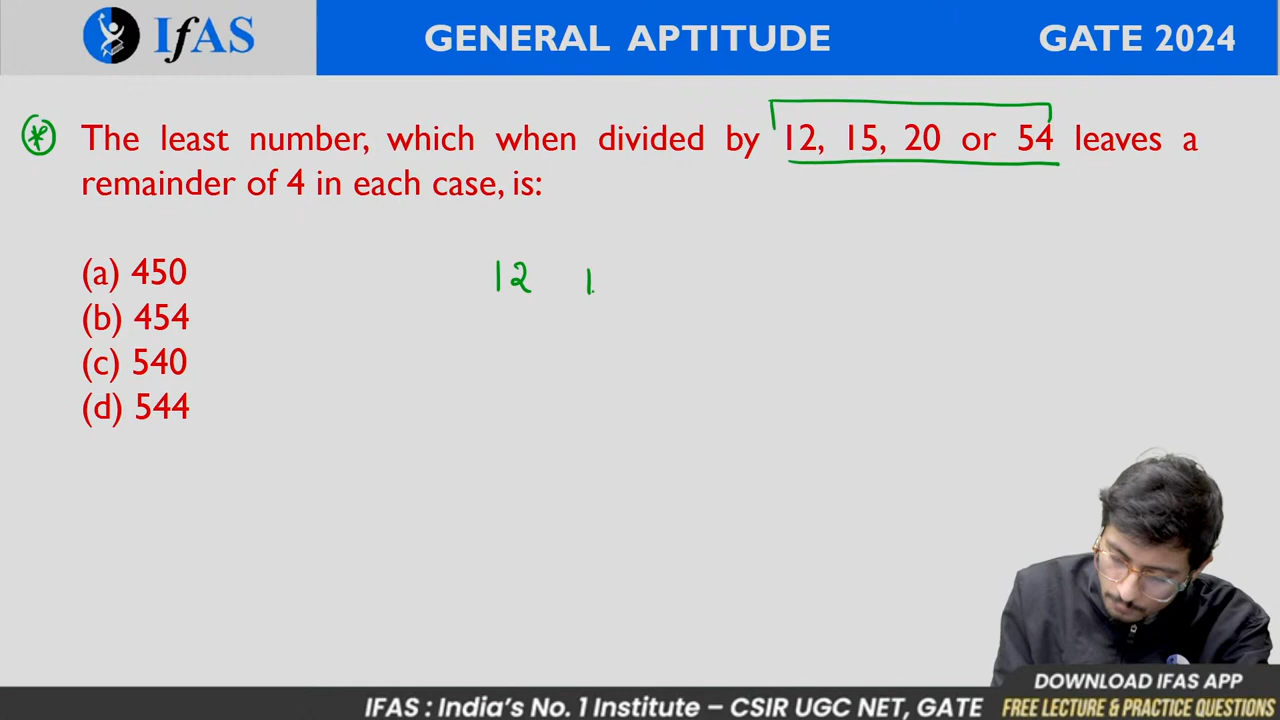 IfAS GENERAL APTITUDE GATE 2024
* The least number, which when divided by 12, 15, 20 or 54 leaves a
remainder of 4 in each case, is:
(a) 450
12 1
(b) 454
(c) 540
(d) 544
DOWNLOAD IFAS APP
IFAS : India's No. 1 Institute – CSIR UGC NET, GATE FREE LECTURE & PRACTICE QUESTIONS